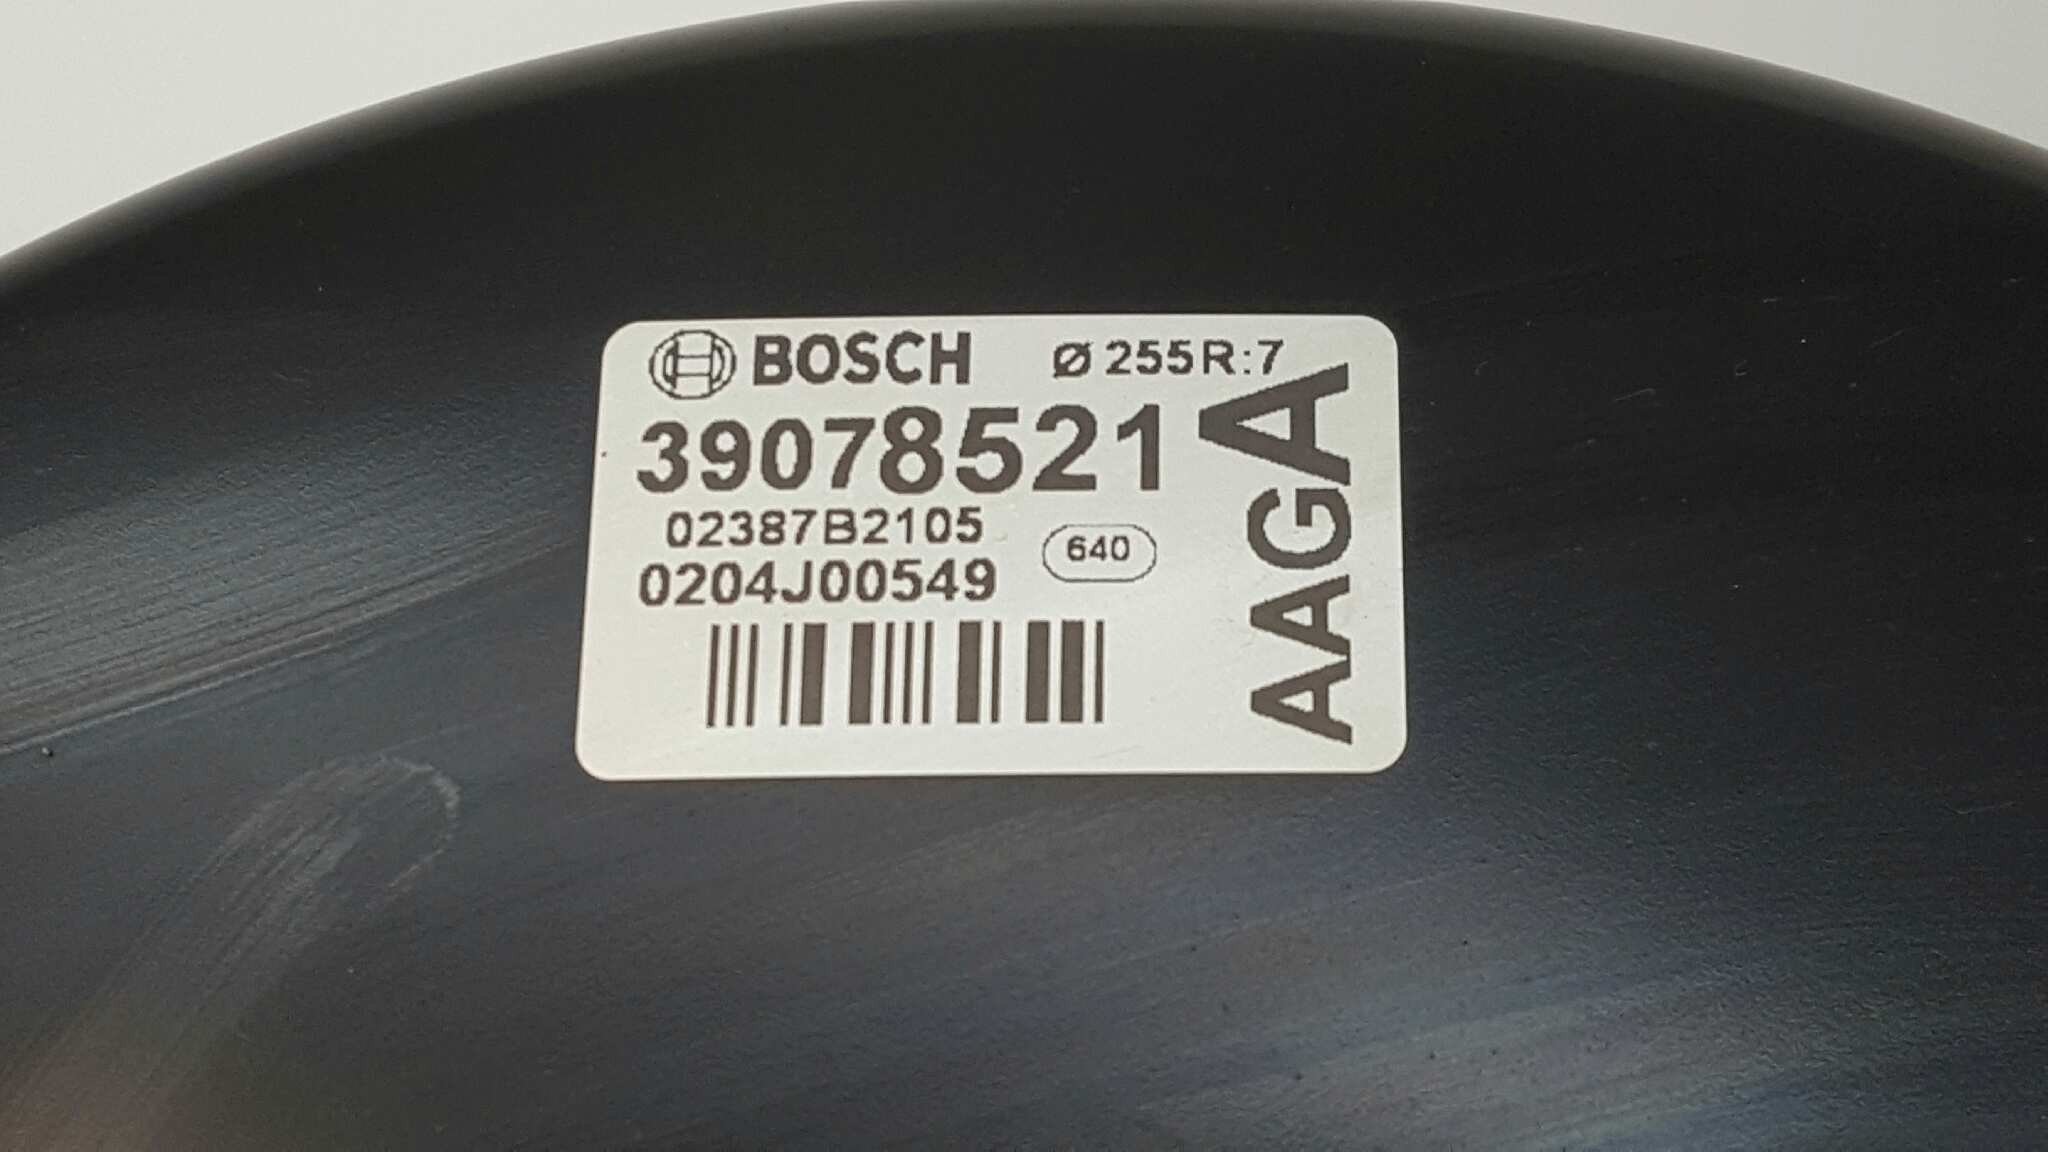 BOSCH Ø 255R:7
39078521
02387B2105
640
0204J00549
AAGA